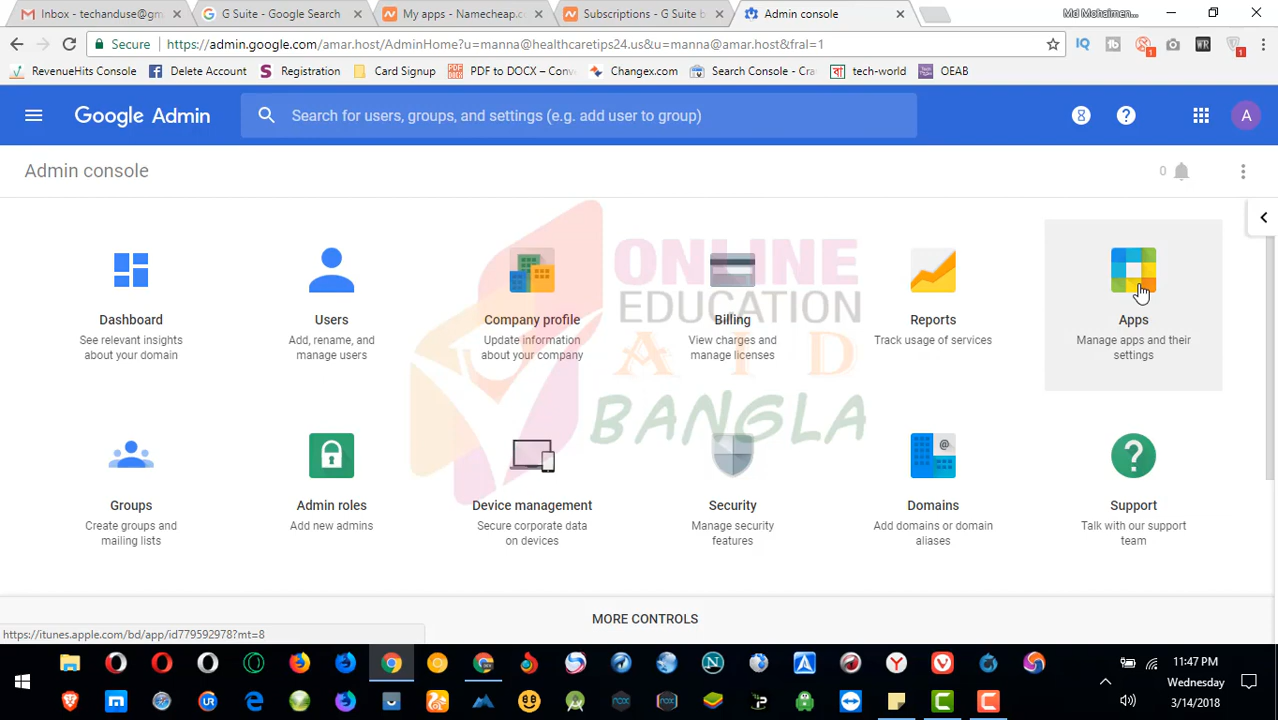 Inbox - techanduse@gm
G Suite - Google Search
My apps - Namecheap.c
Subscriptions - G Suite b
Admin console
Md Mohaimen...
Secure
https://admin.google.com/amar.host/AdminHome?u=manna@healthcaretips24.us&u=manna@amar.host&fral=1
RevenueHits Console
Delete Account
Registration
Card Signup
PDF to DOCX – Conv
Changex.com
Search Console - Cra
tech-world
OEAB
Google Admin
Search for users, groups, and settings (e.g. add user to group)
A
Admin console
0
ONLINE
EDUCATION
AID
BANGLA
Dashboard
See relevant insights
about your domain
Users
Add, rename, and
manage users
Company profile
Update information
about your company
Billing
View charges and
manage licenses
Reports
Track usage of services
Apps
Manage apps and their
settings
Groups
Create groups and
mailing lists
Admin roles
Add new admins
Device management
Secure corporate data
on devices
Security
Manage security
features
Domains
Add domains or domain
aliases
Support
Talk with our support
team
MORE CONTROLS
https://itunes.apple.com/bd/app/id779592978?mt=8
11:47 PM
Wednesday
3/14/2018